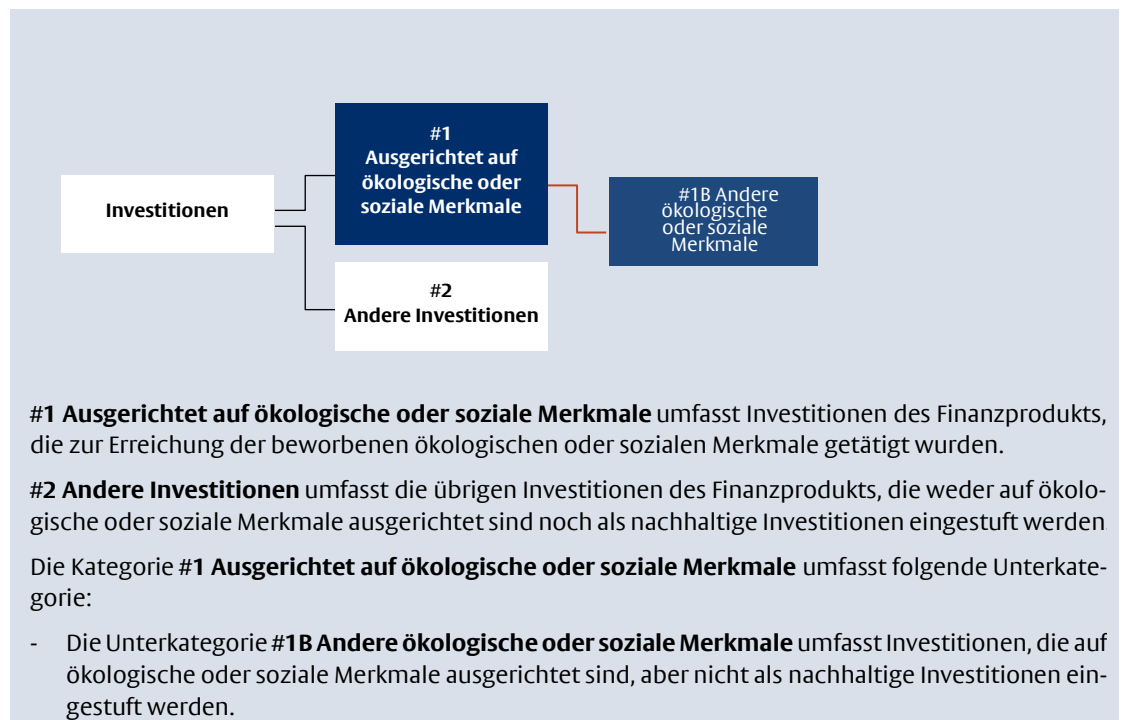 #1
Ausgerichtet auf
ökologische oder
soziale Merkmale
Investitionen
#1B Andere
ökologische
oder soziale
Merkmale
#2
Andere Investitionen
#1 Ausgerichtet auf ökologische oder soziale Merkmale umfasst Investitionen des Finanzprodukts,
die zur Erreichung der beworbenen ökologischen oder sozialen Merkmale getätigt wurden.
#2 Andere Investitionen umfasst die übrigen Investitionen des Finanzprodukts, die weder auf ökolo-
gische oder soziale Merkmale ausgerichtet sind noch als nachhaltige Investitionen eingestuft werden.
Die Kategorie #1 Ausgerichtet auf ökologische oder soziale Merkmale umfasst folgende Unterkate-
gorie:
- Die Unterkategorie #1B Andere ökologische oder soziale Merkmale umfasst Investitionen, die auf
ökologische oder soziale Merkmale ausgerichtet sind, aber nicht als nachhaltige Investitionen ein-
gestuft werden.